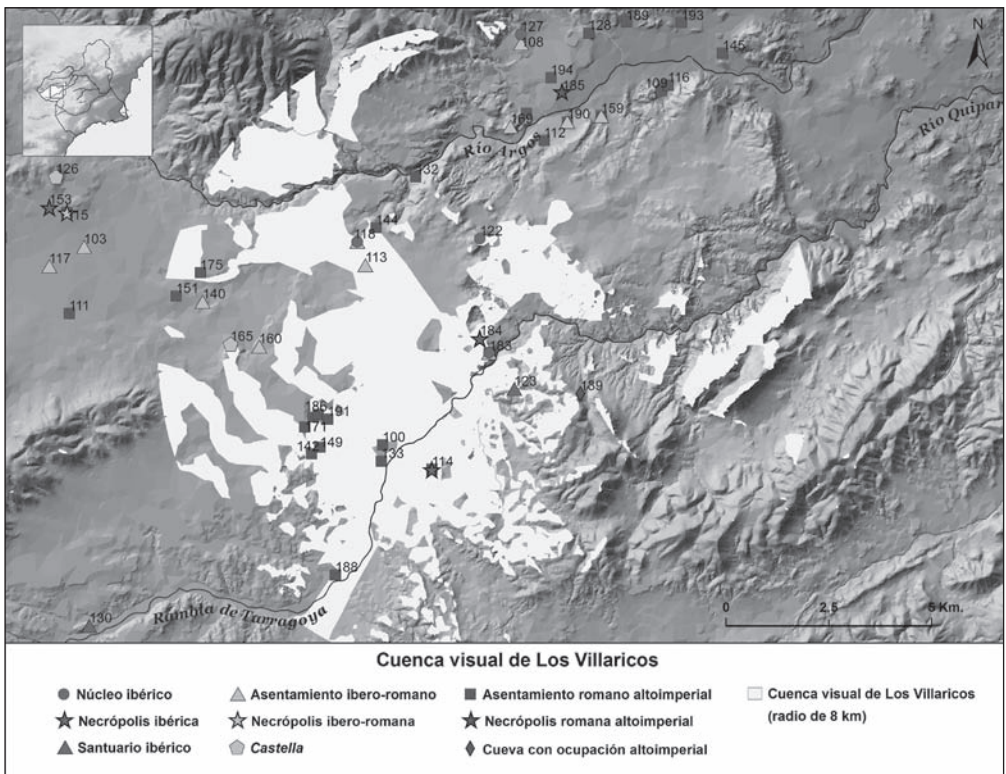 127
108
128
189
193
N
145
194
185
109
116
169
190
159
112
Río Argos
Río Quipar
132
126
153
15
103
117
111
144
118
113
122
175
151
140
165
160
184
183
123
139
186
191
171
142
149
100
133
114
188
Rambla de Tarragoya
130
0
2.5
5 Km.
Cuenca visual de Los Villaricos
Núcleo ibérico
Necrópolis ibérica
Santuario ibérico
Asentamiento ibero-romano
Necrópolis ibero-romana
Castella
Asentamiento romano altoimperial
Necrópolis romana altoimperial
Cueva con ocupación altoimperial
Cuenca visual de Los Villaricos
(radio de 8 km)